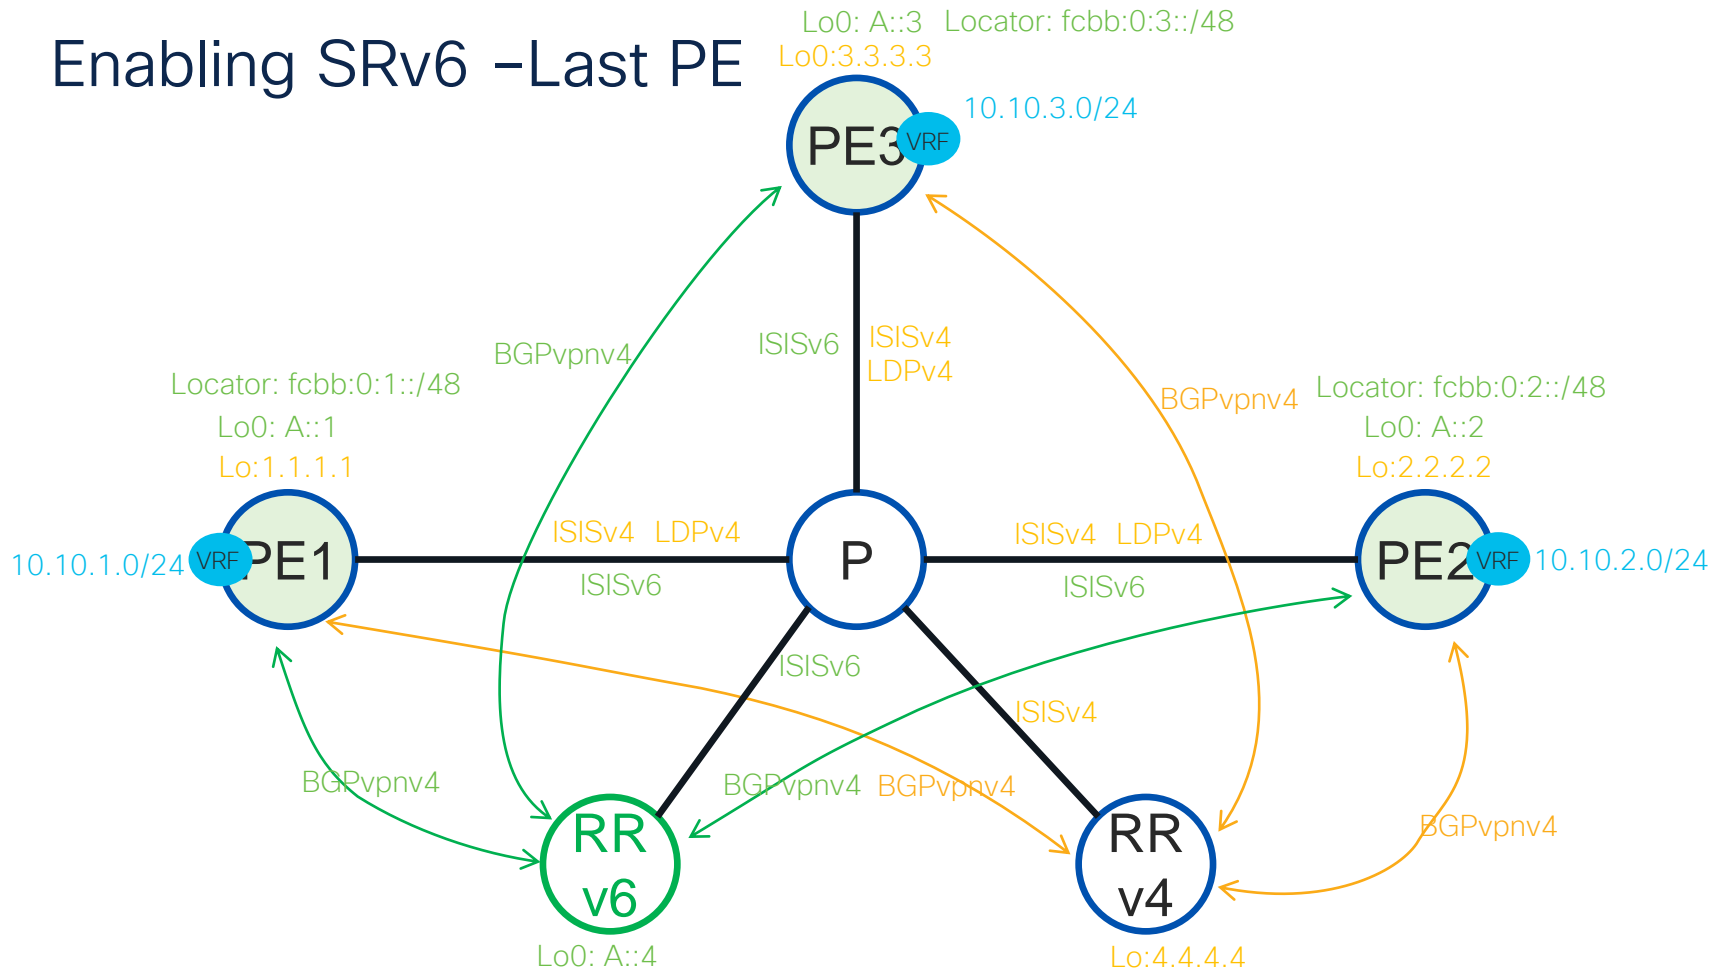 Lo0: A::3 Locator: fcbb:0:3::/48
Enabling SRv6 –Last PE
Lo0:3.3.3.3
10.10.3.0/24
PE3
VRF
ISISv6
ISISv4
LDPv4
BGPvpnv4
BGPvpnv4
Locator: fcbb:0:1::/48
Lo0: A::1
Lo:1.1.1.1
Locator: fcbb:0:2::/48
Lo0: A::2
Lo:2.2.2.2
10.10.1.0/24
VRF
PE1
ISISv4 LDPv4
ISISv6
P
ISISv4 LDPv4
ISISv6
PE2
VRF
10.10.2.0/24
ISISv6
ISISv4
BGPvpnv4
BGPvpnv4
BGPvpnv4
BGPvpnv4
RR
v6
RR
v4
Lo0: A::4
Lo:4.4.4.4